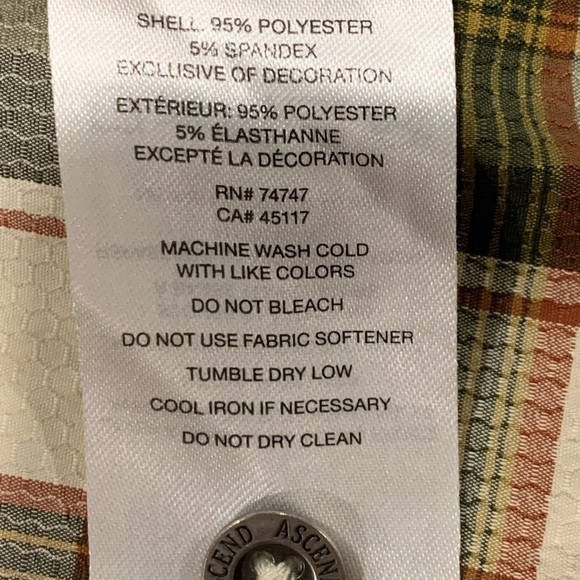 SHELL. 95% POLYESTER
5% SPANDEX
EXCLUSIVE OF DECORATION
EXTÉRIEUR: 95% POLYESTER
5% ÉLASTHANNE
EXCEPTÉ LA DÉCORATION
RN# 74747
CA# 45117
MACHINE WASH COLD
WITH LIKE COLORS
DO NOT BLEACH
DO NOT USE FABRIC SOFTENER
TUMBLE DRY LOW
COOL IRON IF NECESSARY
DO NOT DRY CLEAN
CEND ASCEN